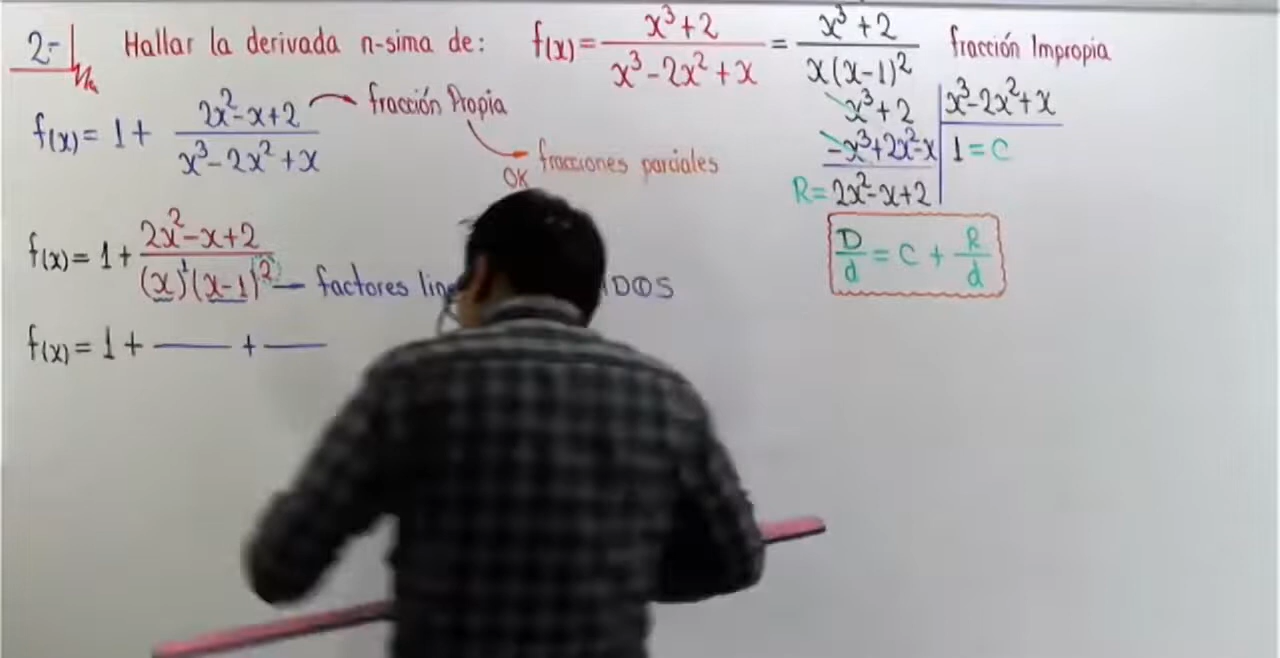 2.- Hallar la derivada n-sima de: f(x) = x³+2 / x³-2x²+x = x³+2 / x(x-1)² fracción Impropia
f(x) = 1 + 2x²-x+2 / x³-2x²+x fracción Propia
OK fracciones parciales
x³+2 | x³-2x²+x
-x³+2x²-x | 1 = C
R = 2x²-x+2
D/d = C + R/d
f(x) = 1 + 2x²-x+2 / (x)¹(x-1)² factores
f(x) = 1 + —— + ——